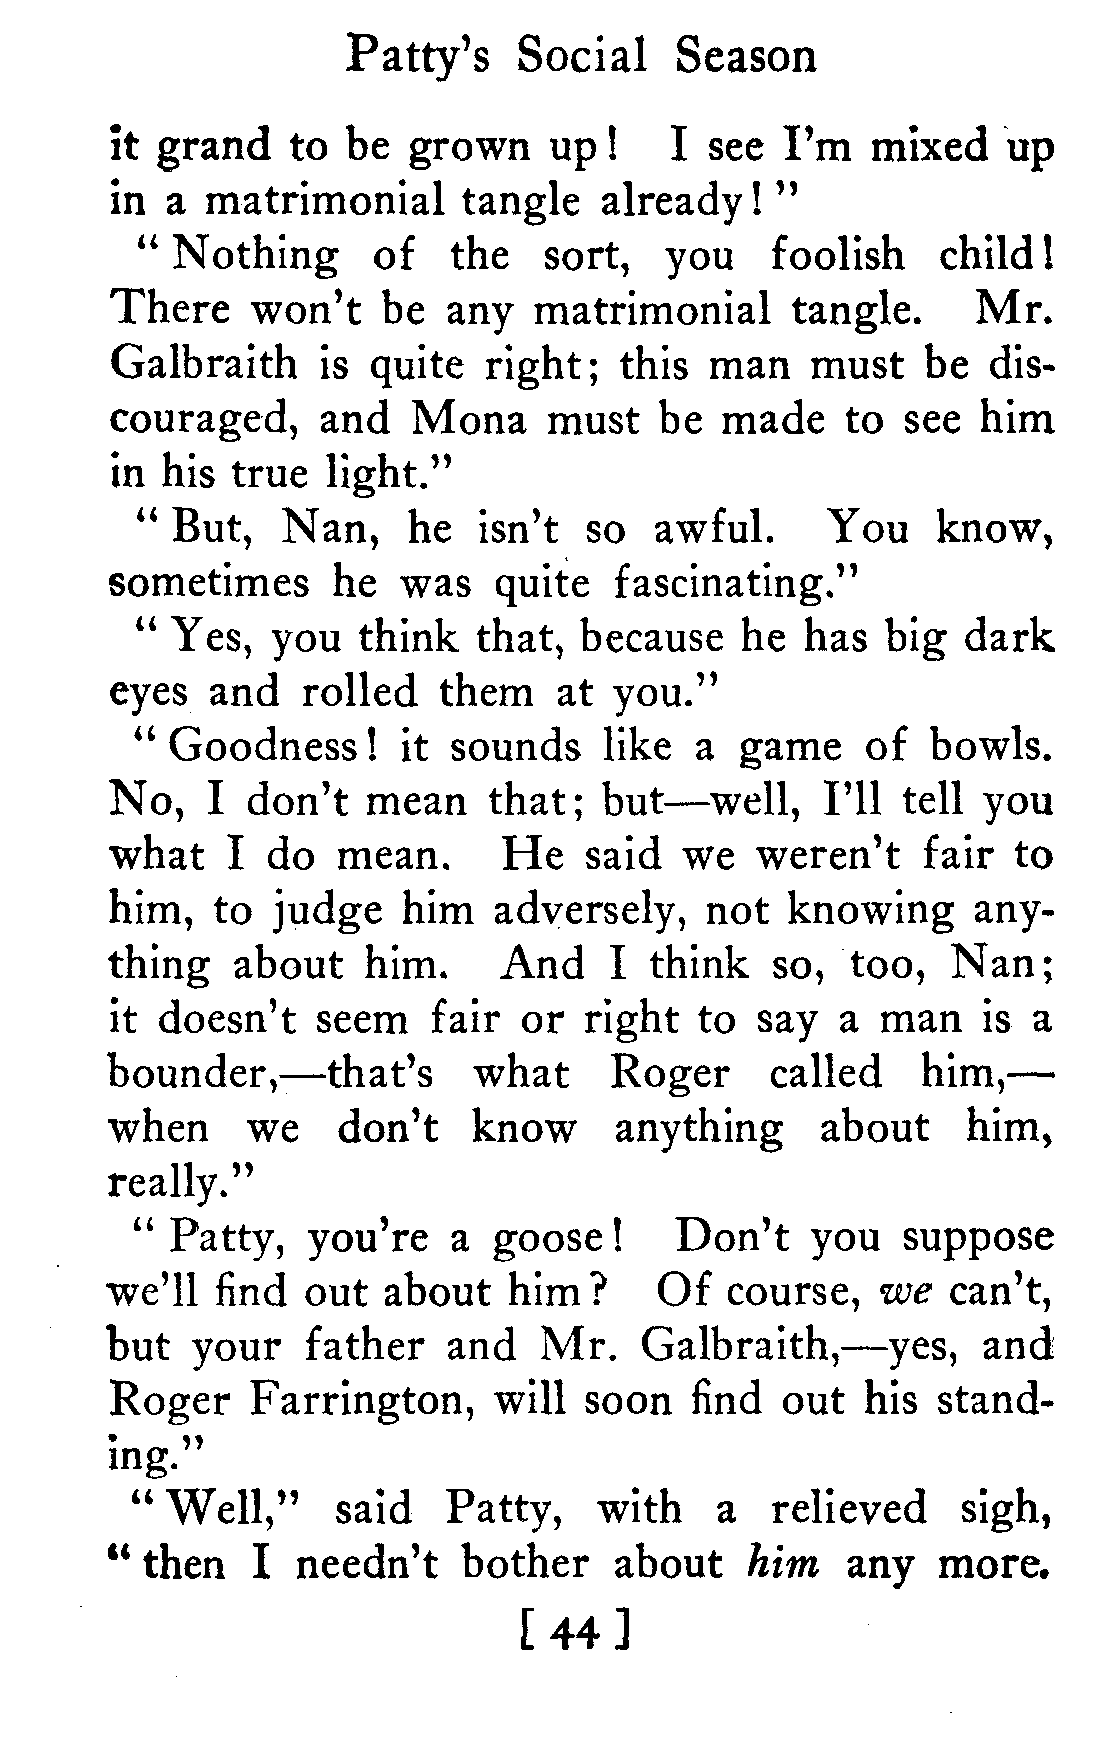 Patty's Social Season
it grand to be grown up! I see I'm mixed up
in a matrimonial tangle already!"
"Nothing of the sort, you foolish child!
There won't be any matrimonial tangle. Mr.
Galbraith is quite right; this man must be dis-
couraged, and Mona must be made to see him
in his true light."
"But, Nan, he isn't so awful. You know,
sometimes he was quite fascinating."
"Yes, you think that, because he has big dark
eyes and rolled them at you."
"Goodness! it sounds like a game of bowls.
No, I don't mean that; but—well, I'll tell you
what I do mean. He said we weren't fair to
him, to judge him adversely, not knowing any-
thing about him. And I think so, too, Nan;
it doesn't seem fair or right to say a man is a
bounder,—that's what Roger called him,—
when we don't know anything about him,
really."
"Patty, you're a goose! Don't you suppose
we'll find out about him? Of course, we can't,
but your father and Mr. Galbraith,—yes, and
Roger Farrington, will soon find out his stand-
ing."
"Well," said Patty, with a relieved sigh,
"then I needn't bother about him any more.
[ 44 ]